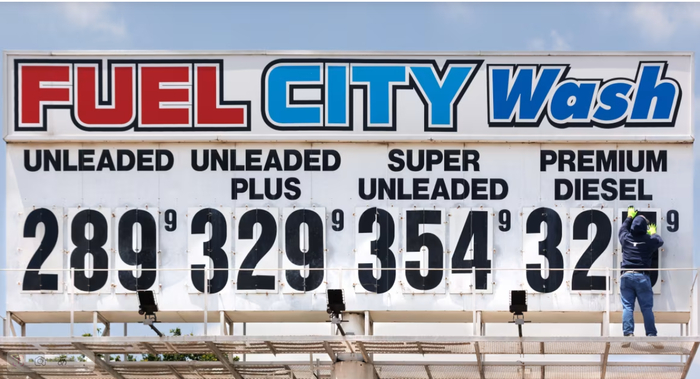 FUEL CITY Wash
UNLEADED UNLEADED PLUS SUPER UNLEADED PREMIUM DIESEL
289 9 329 9 354 9 32 9